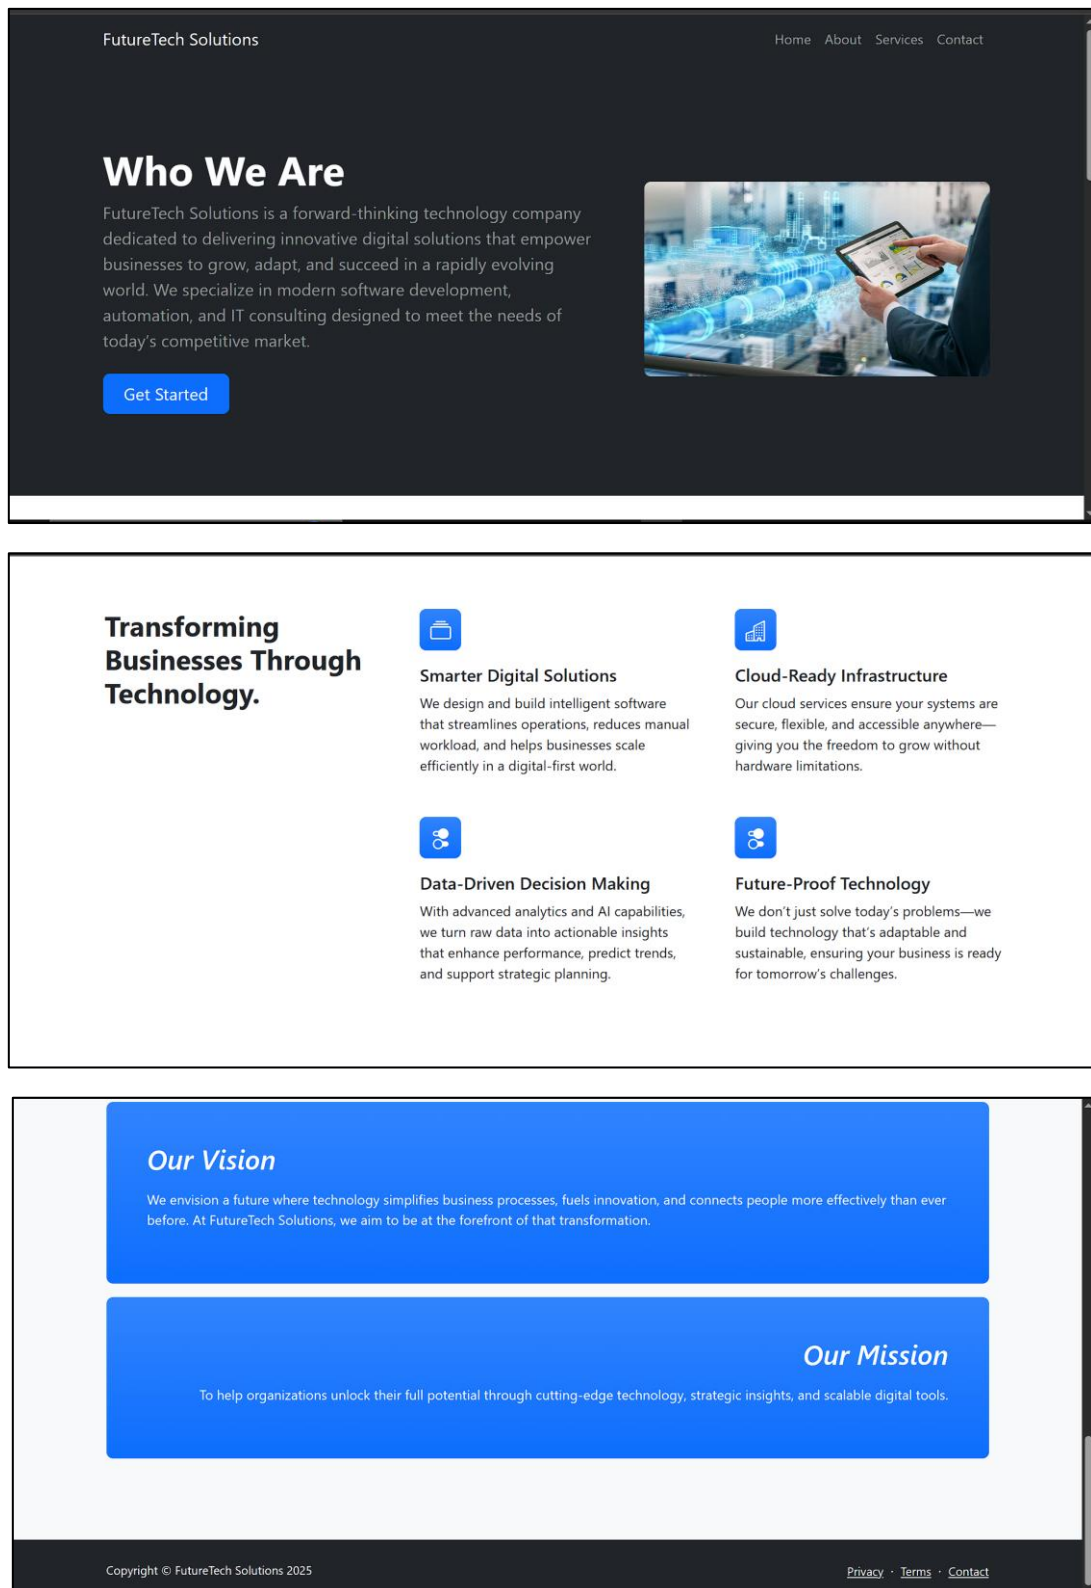 FutureTech Solutions
Home About Services Contact
Who We Are
FutureTech Solutions is a forward-thinking technology company
dedicated to delivering innovative digital solutions that empower
businesses to grow, adapt, and succeed in a rapidly evolving
world. We specialize in modern software development,
automation, and IT consulting designed to meet the needs of
today's competitive market.
Get Started
Transforming
Businesses Through
Technology.
Smarter Digital Solutions
We design and build intelligent software
that streamlines operations, reduces manual
workload, and helps businesses scale
efficiently in a digital-first world.
Cloud-Ready Infrastructure
Our cloud services ensure your systems are
secure, flexible, and accessible anywhere—
giving you the freedom to grow without
hardware limitations.
Data-Driven Decision Making
With advanced analytics and AI capabilities,
we turn raw data into actionable insights
that enhance performance, predict trends,
and support strategic planning.
Future-Proof Technology
We don't just solve today's problems—we
build technology that's adaptable and
sustainable, ensuring your business is ready
for tomorrow's challenges.
Our Vision
We envision a future where technology simplifies business processes, fuels innovation, and connects people more effectively than ever
before. At FutureTech Solutions, we aim to be at the forefront of that transformation.
Our Mission
To help organizations unlock their full potential through cutting-edge technology, strategic insights, and scalable digital tools.
Copyright © FutureTech Solutions 2025
Privacy · Terms · Contact